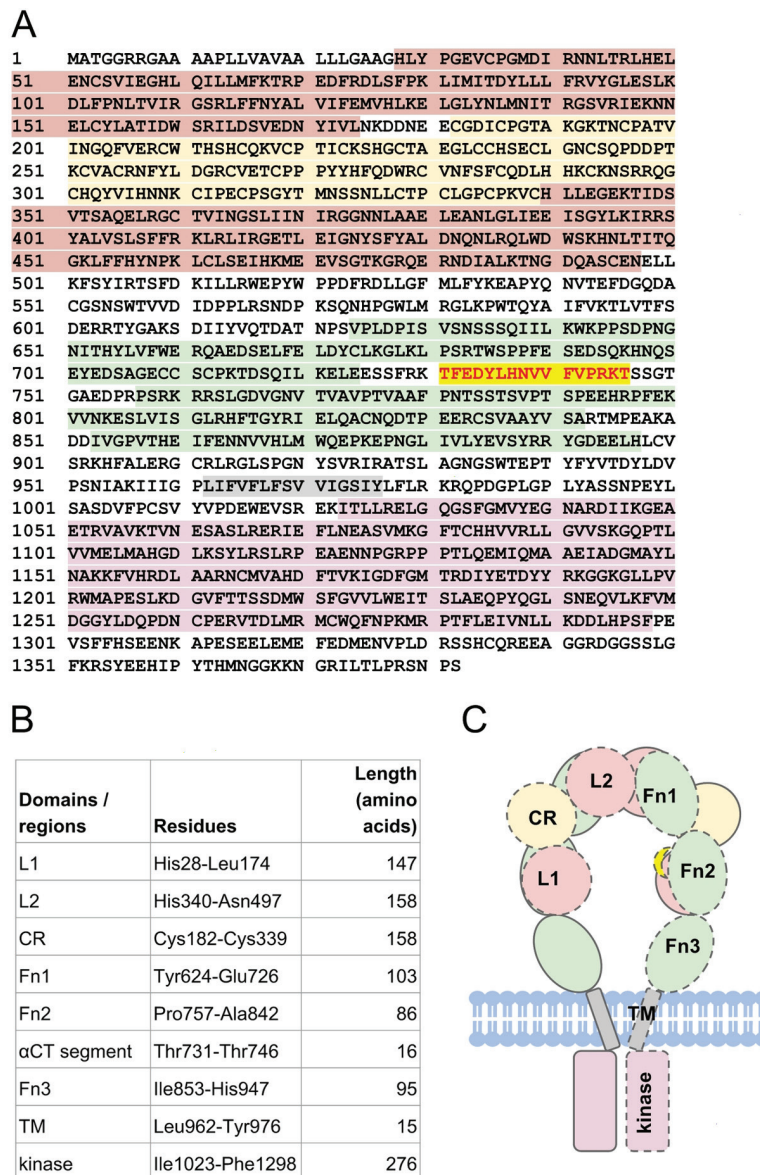 A
1 MATGGRRGAA AAPLLVAVAA LLLGAAGHLY PGEVCPGMDI RNNLTRLHEL
51 ENCSVIEGHL QILLMFKTRP EDFRDLSFPK LIMITDYLLL FRVYGLESLK
101 DLFPNLTVIR GSRLFFNYAL VIFEMVHLKE LGLYNLMNIT RGSVRIEKNN
151 ELCYLATIDW SRILDSVEDN YIVLNKDDNE ECGDICPGTA KGKTNCPATV
201 INGQFVERCW THSHCQKVCP TICKSHGCTA EGLCCHSECL GNCSQPDDPT
251 KCVACRNFYL DGRCVETCPP PYYHFQDWRC VNFSFCQDLH HKCKNSRRQG
301 CHQYVIHNNK CIPECPSGYT MNSSNLLCTP CLGPCPKVCH LLEGEKTIDS
351 VTSAQELRGC TVINGSLIIN IRGGNNLAAE LEANLGLIEE ISGYLKIRRS
401 YALVSLSFFR KLRLIRGETL EIGNYSFYAL DNQNLRQLWD WSKHNLTITQ
451 GKLFFHYNPK LCLSEIHKME EVSGTKGRQE RNDIALKTNG DQASCENELL
501 KFSYIRTSFD KILLRWEPYW PPDFRDLLGF MLFYKEAPYQ NVTEFDGQDA
551 CGSNSWTVVD IDPPLRSNDP KSQNHPGWLM RGLKPWTQYA IFVKTLVTFS
601 DERRTYGAKS DIIYVQTDAT NPSVPLDPIS VSNSSSQIIL KWKPPSDPNG
651 NITHYLVFWE RQAEDSELFE LDYCLKGLKL PSRTWSPPFE SEDSQKHNQS
701 EYEDSAGECC SCPKTDSQIL KELEESSFRK TFEDYLHNVV FVPRKTSSGT
751 GAEDPRPSRK RRSLGDVGNV TVAVPTVAAF PNTSSTSVPT SPEEHRPFEK
801 VVNKESLVIS GLRHFTGYRI ELQACNQDTP EERCSVAAYV SARTMPEAKA
851 DDIVGPVTHE IFENNVVHLM WQEPKEPNGL IVLYEVSYRR YGDEELHLCV
901 SRKHFALERG CRLRGLSPGN YSVRIRATSL AGNGSWTEPT YFYVTDYLDV
951 PSNIAKIIIG PLIFVFLFSV VIGSIYLFLR KRQPDGPLGP LYASSNPEYL
1001 SASDVFPCSV YVPDEWEVSR EKITLLRELG QGSFGMVYEG NARDIIKGEA
1051 ETRVAVKTVN ESASLRERIE FLNEASVMKG FTCHHVVRLL GVVSKGQPTL
1101 VVMELMAHGD LKSYLRSLRP EAENNPGRPP PTLQEMIQMA AEIADGMAYL
1151 NAKKFVHRDL AARNCMVAHD FTVKIGDFGM TRDIYETDYY RKGGKGLLPV
1201 RWMAPESLKD GVFTTSSDMW SFGVVLWEIT SLAEQPYQGL SNEQVLKFVM
1251 DGGYLDQPDN CPERVTDLMR MCWQFNPKMR PTFLEIVNLL KDDLHPSFPE
1301 VSFFHSEENK APESEELEME FEDMENVPLD RSSHCQREEA GGRDGGSSLG
1351 FKRSYEEHIP YTHMNGGKKN GRILTLPRSN PS
B
Domains / regions Residues Length (amino acids)
L1 His28-Leu174 147
L2 His340-Asn497 158
CR Cys182-Cys339 158
Fn1 Tyr624-Glu726 103
Fn2 Pro757-Ala842 86
αCT segment Thr731-Thr746 16
Fn3 Ile853-His947 95
TM Leu962-Tyr976 15
kinase Ile1023-Phe1298 276
C
L2
Fn1
CR
L1
Fn2
Fn3
TM
kinase